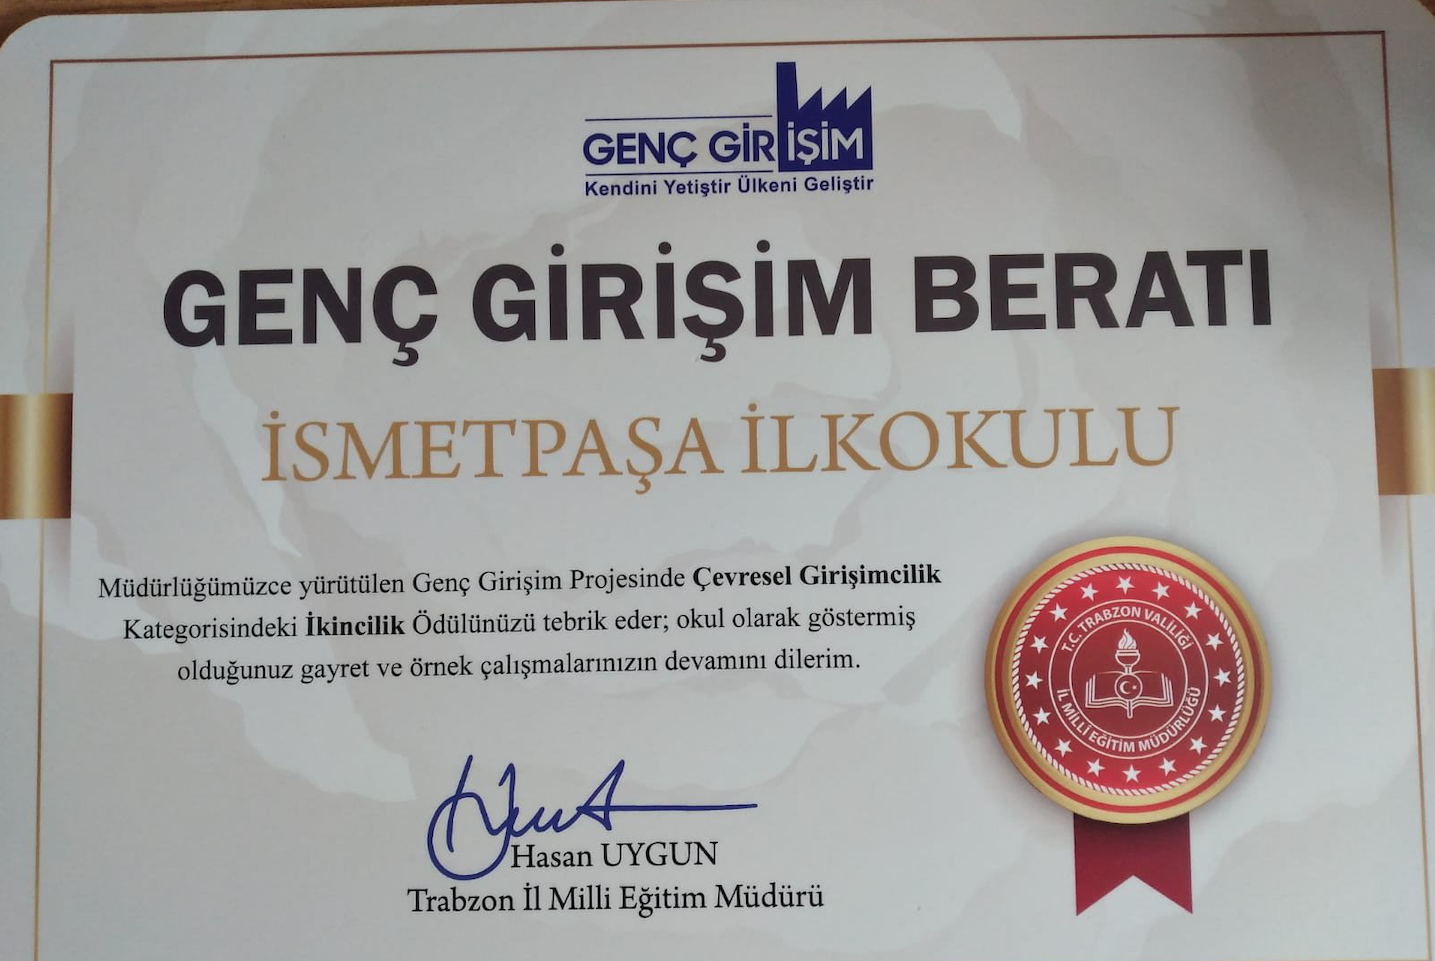 GENÇ GİRİŞİM
Kendini Yetiştir Ülkeni Geliştir
GENÇ GİRİŞİM BERATI
İSMETPAŞA İLKOKULU
Müdürlüğümüzce yürütülen Genç Girişim Projesinde Çevresel Girişimcilik
Kategorisindeki İkincilik Ödülünüzü tebrik eder; okul olarak göstermiş
olduğunuz gayret ve örnek çalışmalarınızın devamını dilerim.
T.C. TRABZON VALİLİĞİ
İL MİLLİ EĞİTİM MÜDÜRLÜĞÜ
Hasan UYGUN
Trabzon İl Milli Eğitim Müdürü